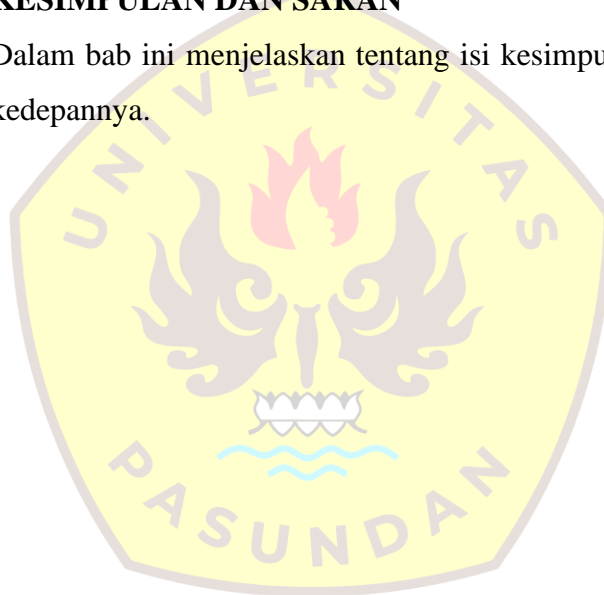 KESIMPULAN DAN SARAN
Dalam bab ini menjelaskan tentang isi kesimpu
kedepannya.
UNIVERSITAS
PASUNDAN